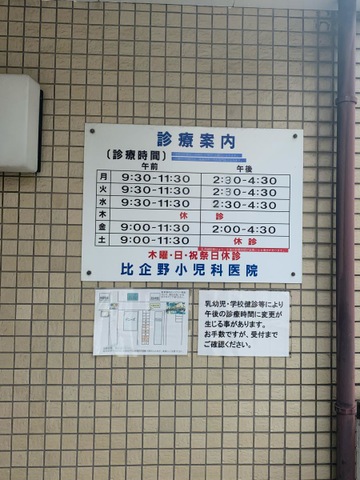 診療案内
(診療時間)
午前 午後
月 9:30-11:30 2:30-4:30
火 9:30-11:30 2:30-4:30
水 9:30-11:30 2:30-4:30
木 休 診
金 9:00-11:30 2:00-4:30
土 9:00-11:30 休 診
木曜・日・祝祭日休診
比企野小児科医院
乳幼児・学校健診等により
午後の診療時間に変更が
生じる事があります。
お手数ですが、受付まで
ご確認ください。